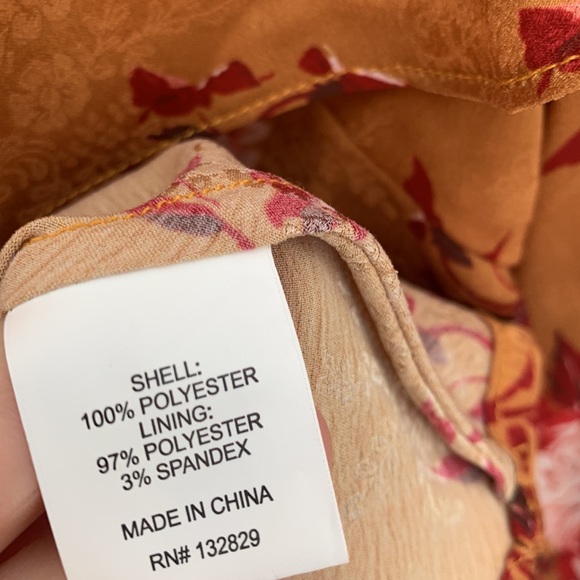 SHELL:
100% POLYESTER
LINING:
97% POLYESTER
3% SPANDEX
MADE IN CHINA
RN# 132829